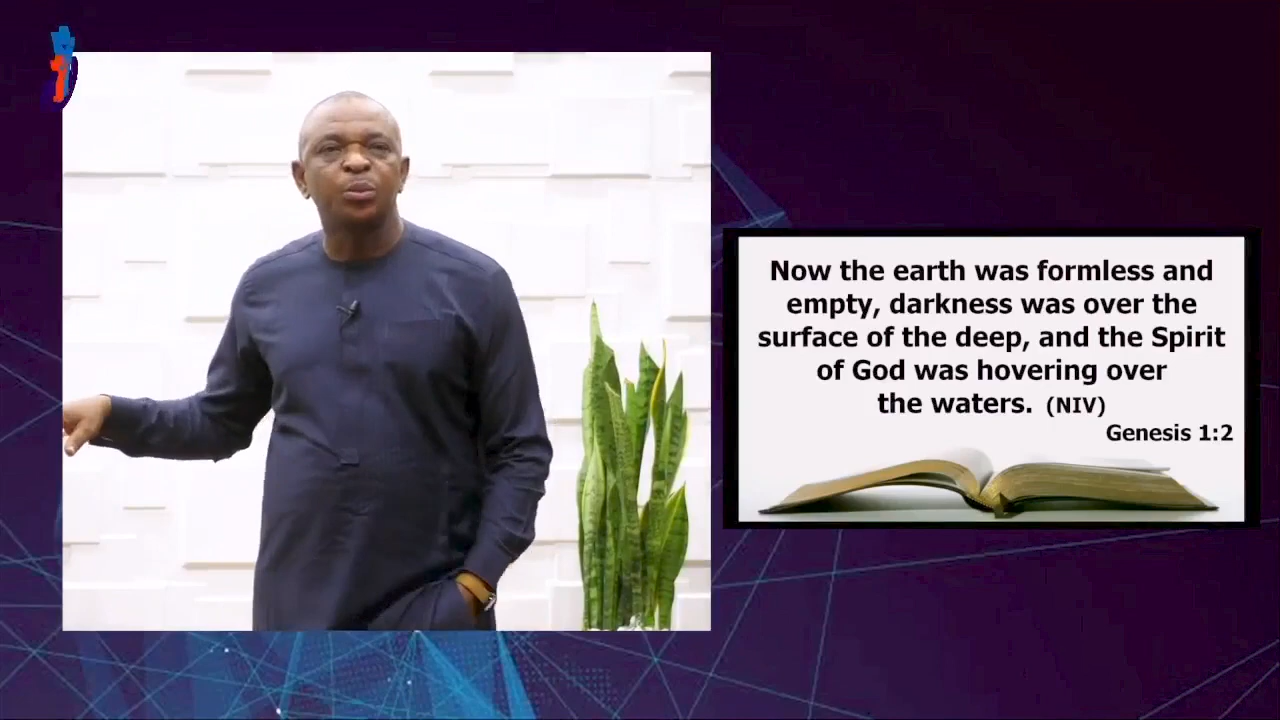 Now the earth was formless and
empty, darkness was over the
surface of the deep, and the Spirit
of God was hovering over
the waters. (NIV)
Genesis 1:2